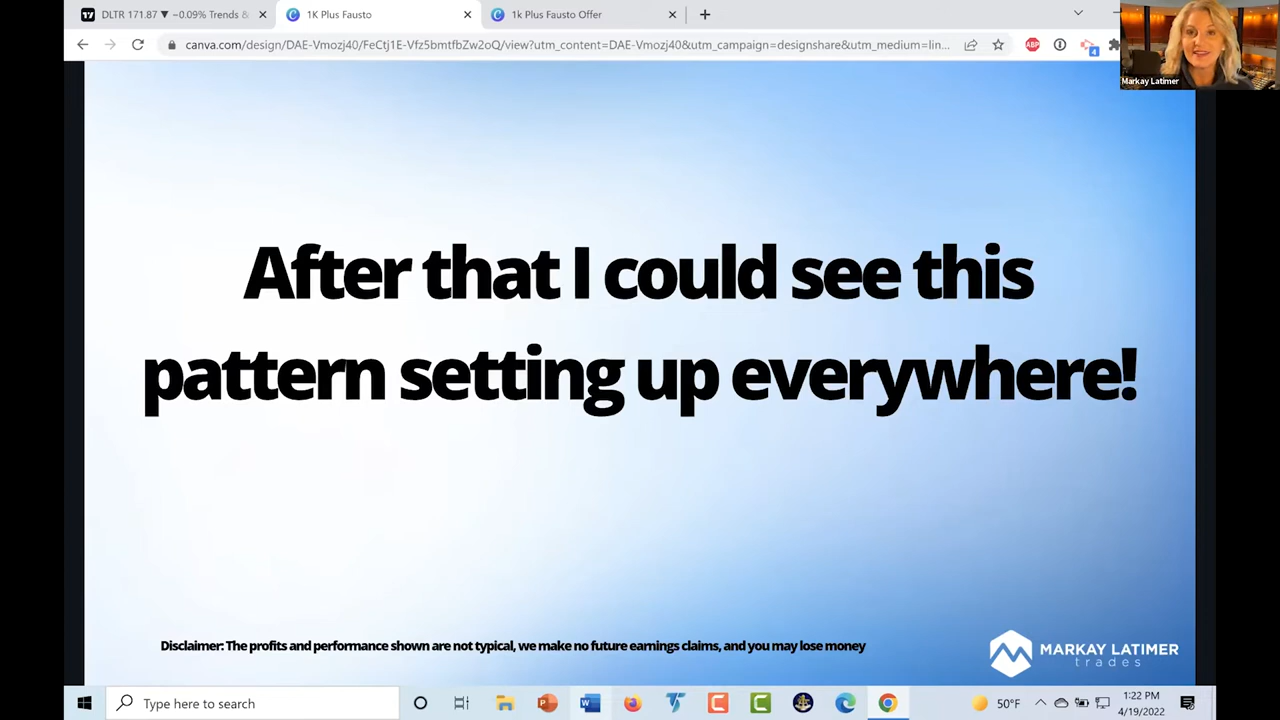 DLTR 171.87 ▼ −0.09% Trends &
1K Plus Fausto
1k Plus Fausto Offer
canva.com/design/DAE-Vmozj40/FeCtj1E-Vfz5bmtfbZw2oQ/view?utm_content=DAE-Vmozj40&utm_campaign=designshare&utm_medium=lin...
ABP
4
Markay Latimer
After that I could see this
pattern setting up everywhere!
Disclaimer: The profits and performance shown are not typical, we make no future earnings claims, and you may lose money
MARKAY LATIMER
trades
Type here to search
50°F
1:22 PM
4/19/2022